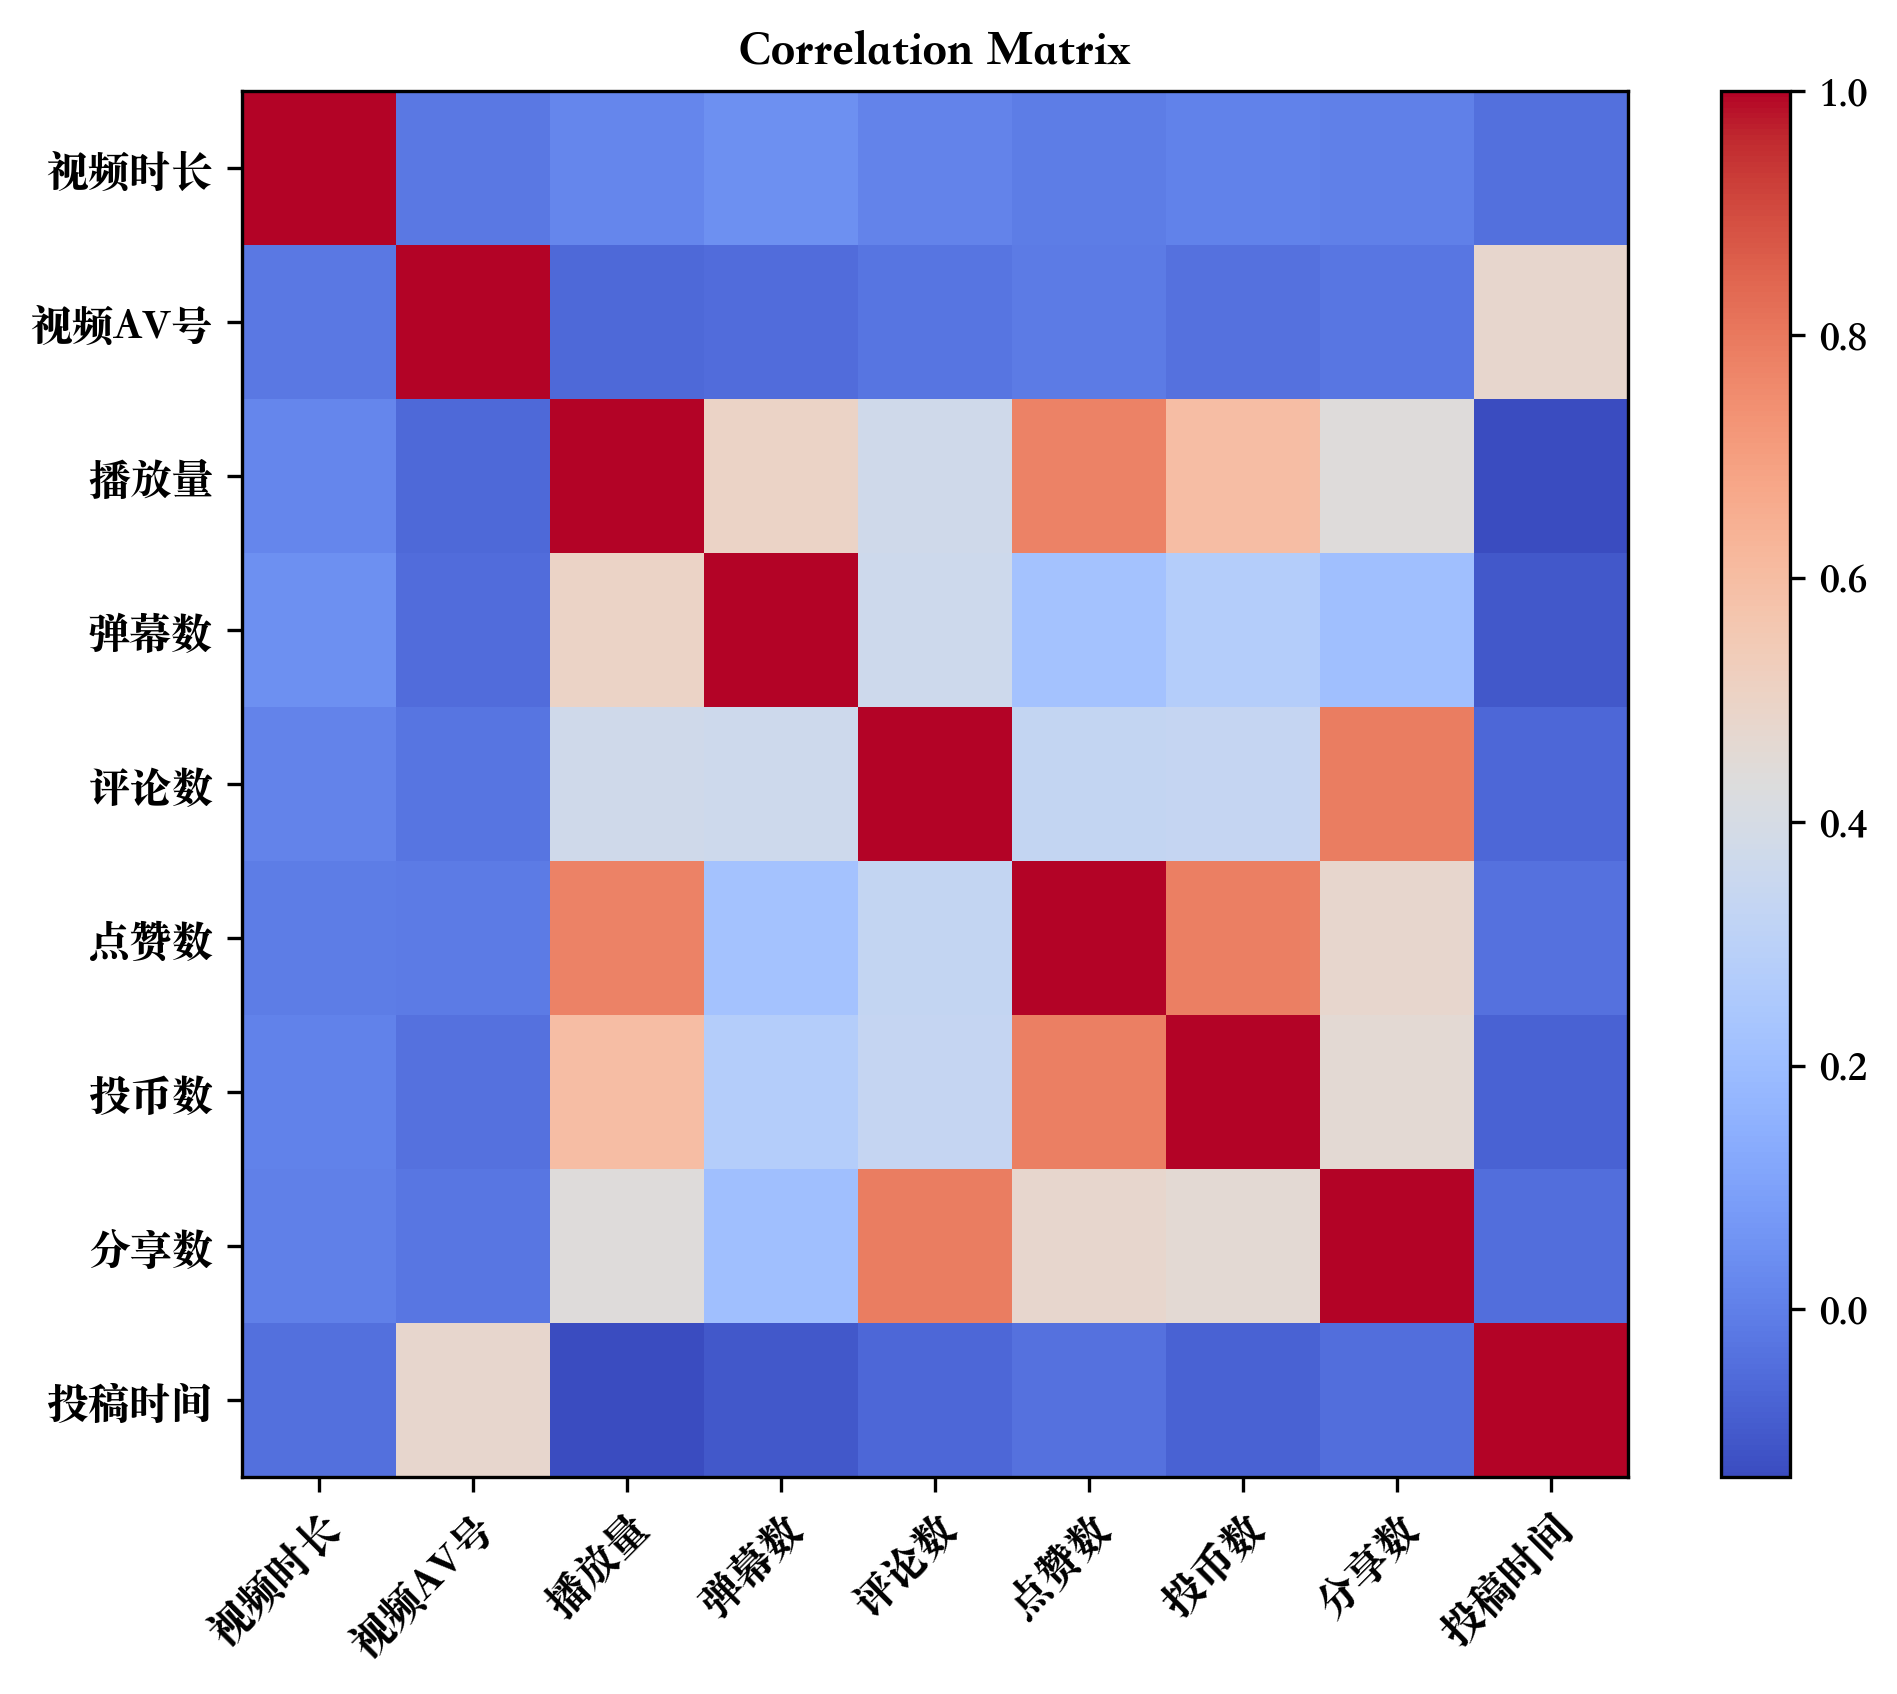 Correlation Matrix
视频时长
视频AV号
播放量
弹幕数
评论数
点赞数
投币数
分享数
投稿时间
视频时长
视频AV号
播放量
弹幕数
评论数
点赞数
投币数
分享数
投稿时间
1.0
0.8
0.6
0.4
0.2
0.0